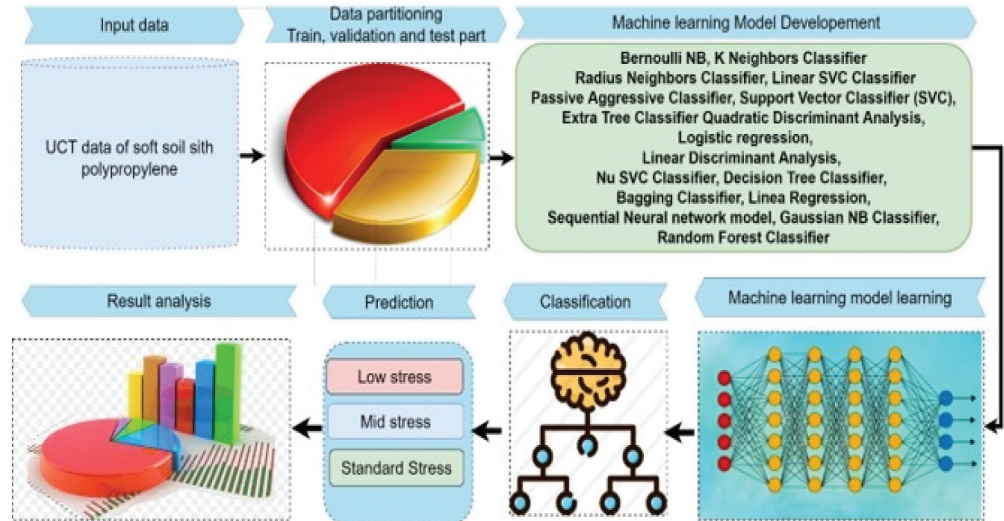 Input data
Data partitioning
Train, validation and test part
Machine learning Model Developement
UCT data of soft soil sith
polypropylene
Bernoulli NB, K Neighbors Classifier
Radius Neighbors Classifier, Linear SVC Classifier
Passive Aggressive Classifier, Support Vector Classifier (SVC),
Extra Tree Classifier Quadratic Discriminant Analysis,
Logistic regression,
Linear Discriminant Analysis,
Nu SVC Classifier, Decision Tree Classifier,
Bagging Classifier, Linea Regression,
Sequential Neural network model, Gaussian NB Classifier,
Random Forest Classifier
Result analysis
Prediction
Classification
Machine learning model learning
Low stress
Mid stress
Standard Stress